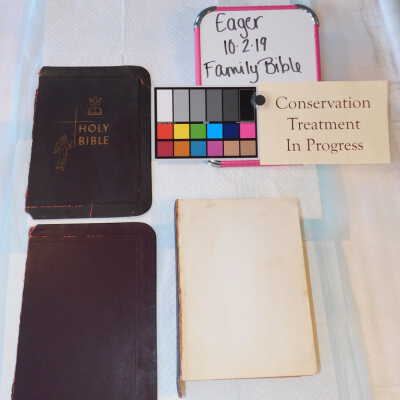 Eager
10.2.19
Family Bible
Conservation
Treatment
In Progress
HOLY
BIBLE